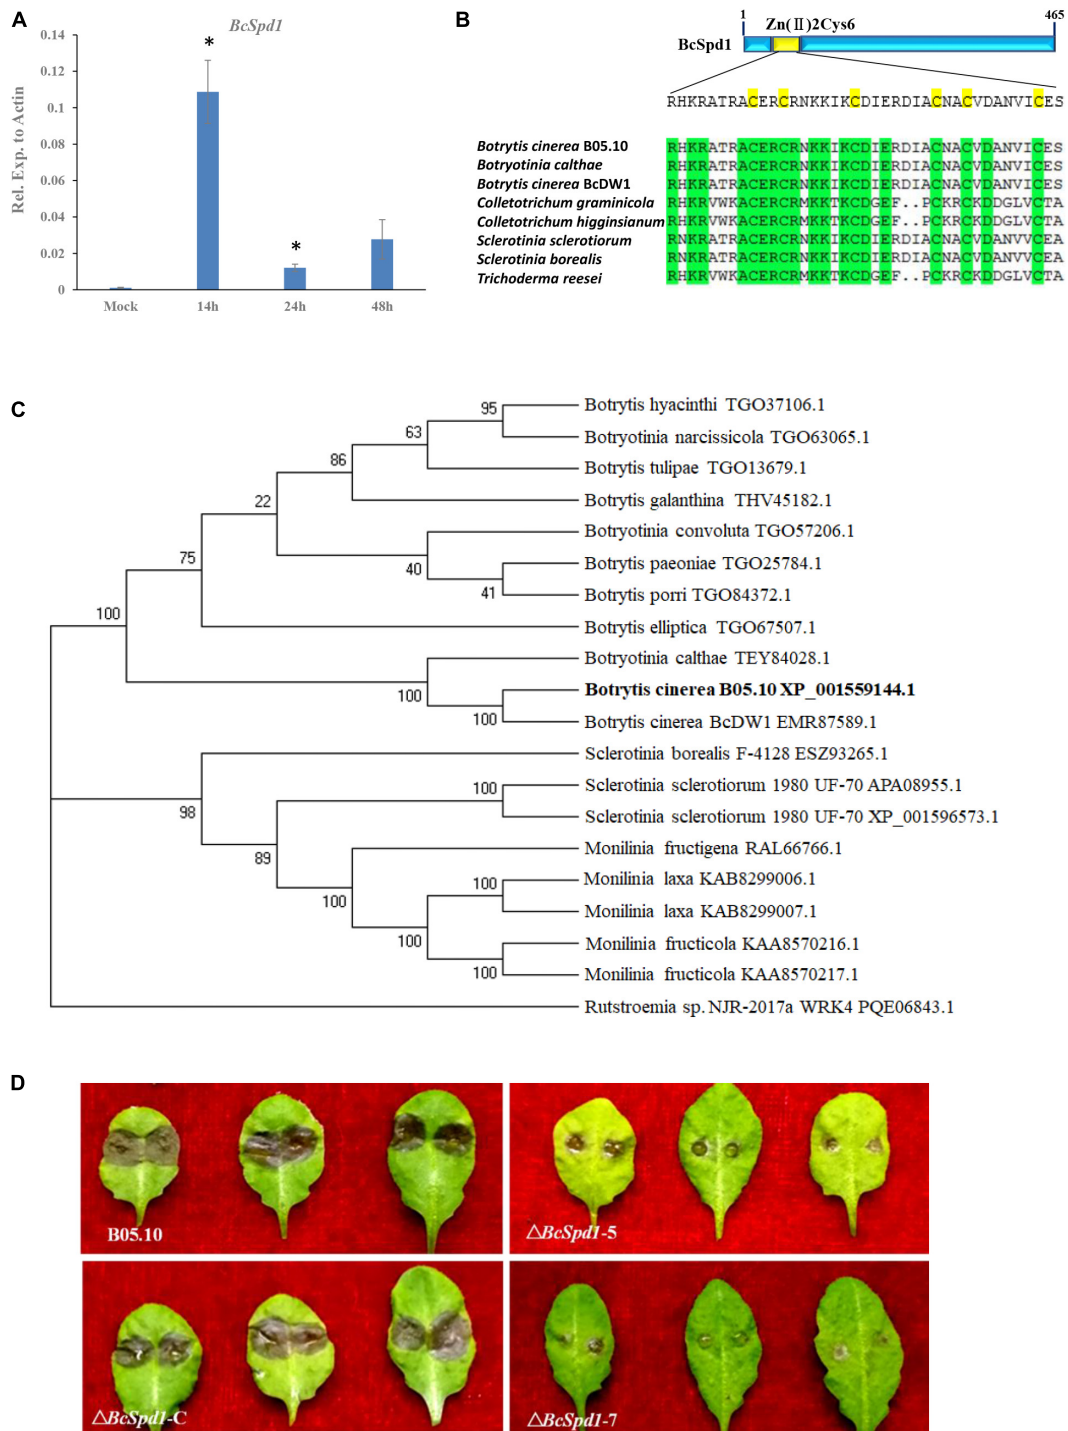 A
BcSpd1
Rel. Exp. to Actin
0.14
0.12
0.1
0.08
0.06
0.04
0.02
0
*
*
Mock 14h 24h 48h
B
1 465
Zn(Ⅱ)2Cys6
BcSpd1
RHKRATRACERCRNKKIKCDIERDIACNACVDANVICES
Botrytis cinerea B05.10 RHKRATRACERCRNKKIKCDIERDIACNACVDANVICES
Botryotinia calthae RHKRATRACERCRNKKIKCDIERDIACNACVDANVICES
Botrytis cinerea BcDW1 RHKRATRACERCRNKKIKCDIERDIACNACVDANVICES
Colletotrichum graminicola RHKRVWKACERCRMKKTKCDGEF..PCKRCKDDGLVCTA
Colletotrichum higginsianum RHKRVWKACERCRMKKTKCDGEF..PCKRCKDDGLVCTA
Sclerotinia sclerotiorum RNKRATRACERCRNKKIKCDIERDIACNACVDANVVCEA
Sclerotinia borealis RNKRATRACERCRNKKIKCDIERDIACNACVDANVVCEA
Trichoderma reesei RHKRVWKACERCRMKKTKCDGEF..PCKRCKDDGLVCTA
C
95 Botrytis hyacinthi TGO37106.1
63 Botryotinia narcissicola TGO63065.1
86 Botrytis tulipae TGO13679.1
22 Botrytis galanthina THV45182.1
75 Botryotinia convoluta TGO57206.1
40 Botrytis paeoniae TGO25784.1
41 Botrytis porri TGO84372.1
100 Botrytis elliptica TGO67507.1
Botryotinia calthae TEY84028.1
100 Botrytis cinerea B05.10 XP_001559144.1
100 Botrytis cinerea BcDW1 EMR87589.1
Sclerotinia borealis F-4128 ESZ93265.1
98 100 Sclerotinia sclerotiorum 1980 UF-70 APA08955.1
Sclerotinia sclerotiorum 1980 UF-70 XP_001596573.1
89 Monilinia fructigena RAL66766.1
100 100 Monilinia laxa KAB8299006.1
Monilinia laxa KAB8299007.1
100 Monilinia fructicola KAA8570216.1
100 Monilinia fructicola KAA8570217.1
Rutstroemia sp. NJR-2017a WRK4 PQE06843.1
D
B05.10
△BcSpd1-5
△BcSpd1-C
△BcSpd1-7